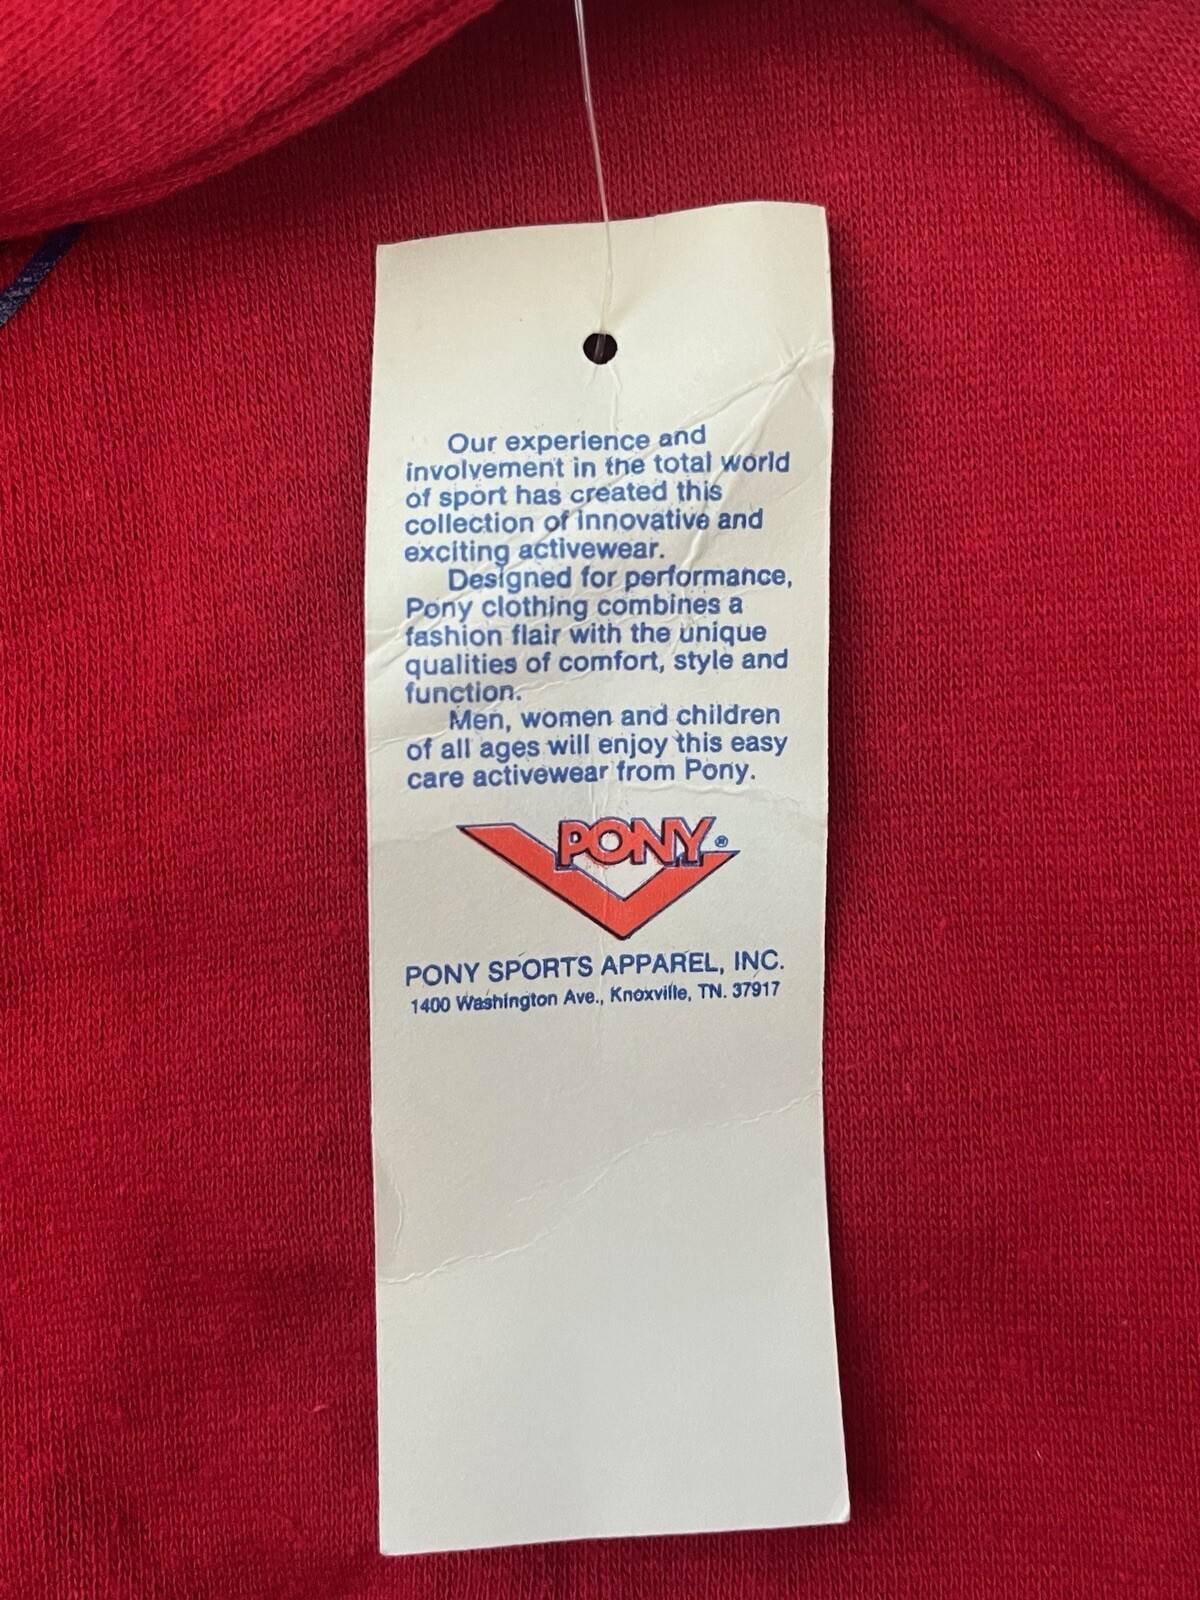 Our experience and
involvement in the total world
of sport has created this
collection of innovative and
exciting activewear.
Designed for performance,
Pony clothing combines a
fashion flair with the unique
qualities of comfort, style and
function.
Men, women and children
of all ages will enjoy this easy
care activewear from Pony.
PONY®
PONY SPORTS APPAREL, INC.
1400 Washington Ave., Knoxville, TN. 37917